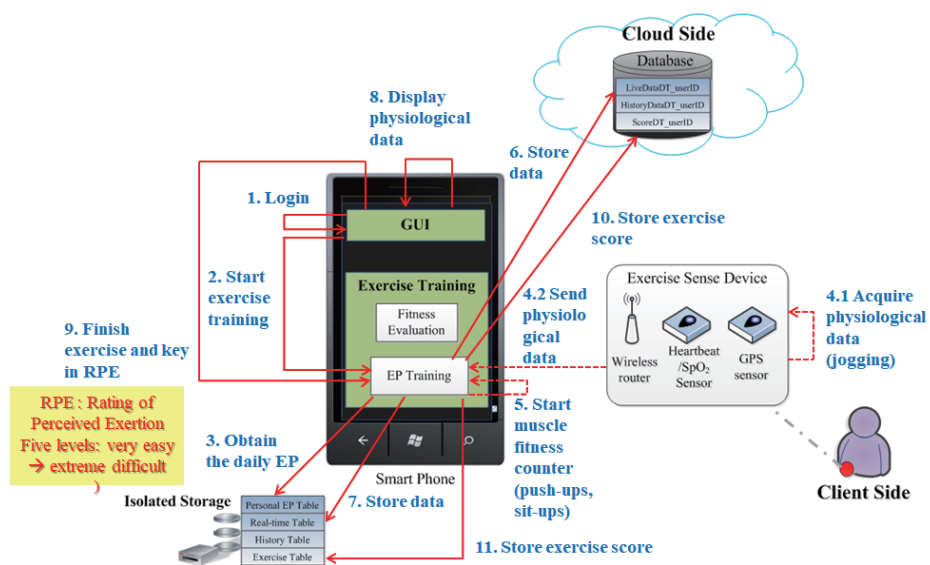 Cloud Side
Database
LiveDataDT_userID
HistoryDataDT_userID
ScoreDT_userID
8. Display
physiological
data
6. Store
data
1. Login
GUI
10. Store exercise
score
2. Start
exercise
training
Exercise Training
Fitness
Evaluation
EP Training
4.2 Send
physiolo
gical
data
Exercise Sense Device
Wireless
router
Heartbeat
/SpO2
Sensor
GPS
sensor
4.1 Acquire
physiological
data
(jogging)
9. Finish
exercise and key
in RPE
RPE : Rating of
Perceived Exertion
Five levels: very easy
→ extreme difficult
)
3. Obtain
the daily EP
5. Start
muscle
fitness
counter
(push-ups,
sit-ups)
Smart Phone
Client Side
Isolated Storage
Personal EP Table
Real-time Table
History Table
Exercise Table
7. Store data
11. Store exercise score